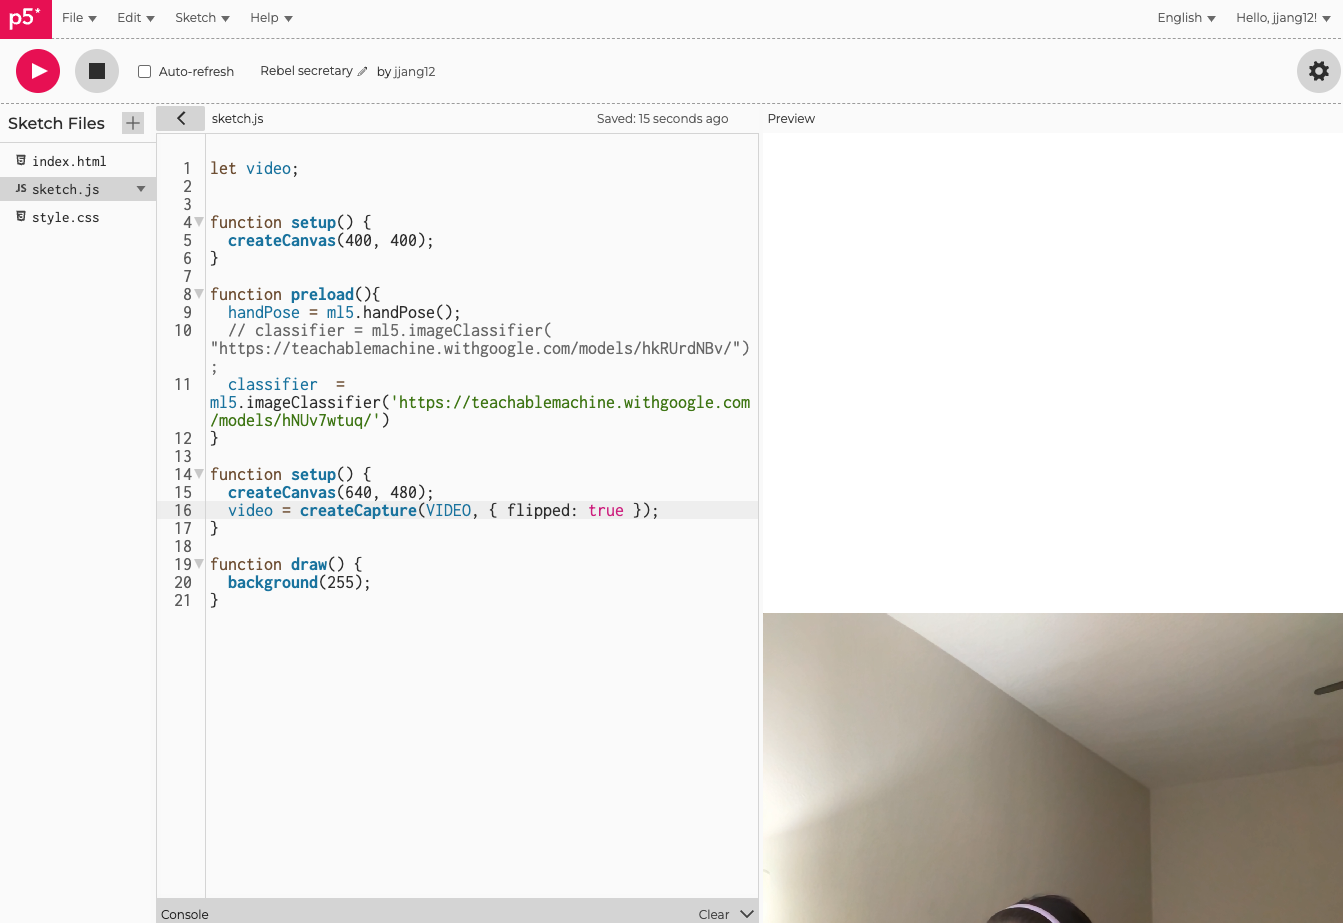 p5*
File Edit Sketch Help English Hello, jjang12!
Auto-refresh Rebel secretary by jjang12
Sketch Files
index.html
JS sketch.js
style.css
sketch.js Saved: 15 seconds ago
1 let video;
2
3
4 function setup() {
5 createCanvas(400, 400);
6 }
7
8 function preload(){
9 handPose = ml5.handPose();
10 // classifier = ml5.imageClassifier(
"https://teachablemachine.withgoogle.com/models/hkRUrdNBv/")
;
11 classifier  =
ml5.imageClassifier('https://teachablemachine.withgoogle.com
/models/hNUv7wtuq/')
12 }
13
14 function setup() {
15 createCanvas(640, 480);
16 video = createCapture(VIDEO, { flipped: true });
17 }
18
19 function draw() {
20 background(255);
21 }
Console Clear
Preview